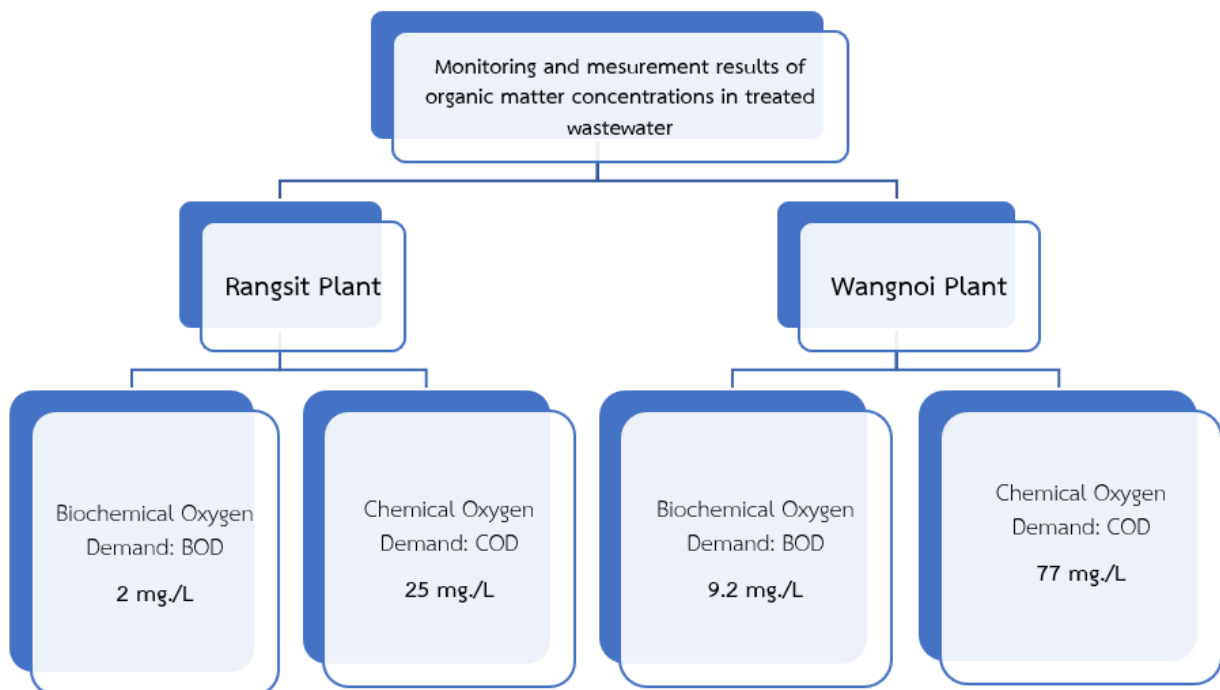 Monitoring and mesurement results of
organic matter concentrations in treated
wastewater
Rangsit Plant
Wangnoi Plant
Biochemical Oxygen
Demand: BOD
2 mg./L
Chemical Oxygen
Demand: COD
25 mg./L
Biochemical Oxygen
Demand: BOD
9.2 mg./L
Chemical Oxygen
Demand: COD
77 mg./L